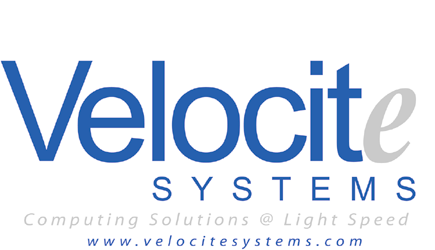 Velocite
SYSTEMS
Computing Solutions @ Light Speed
www.velocitesystems.com